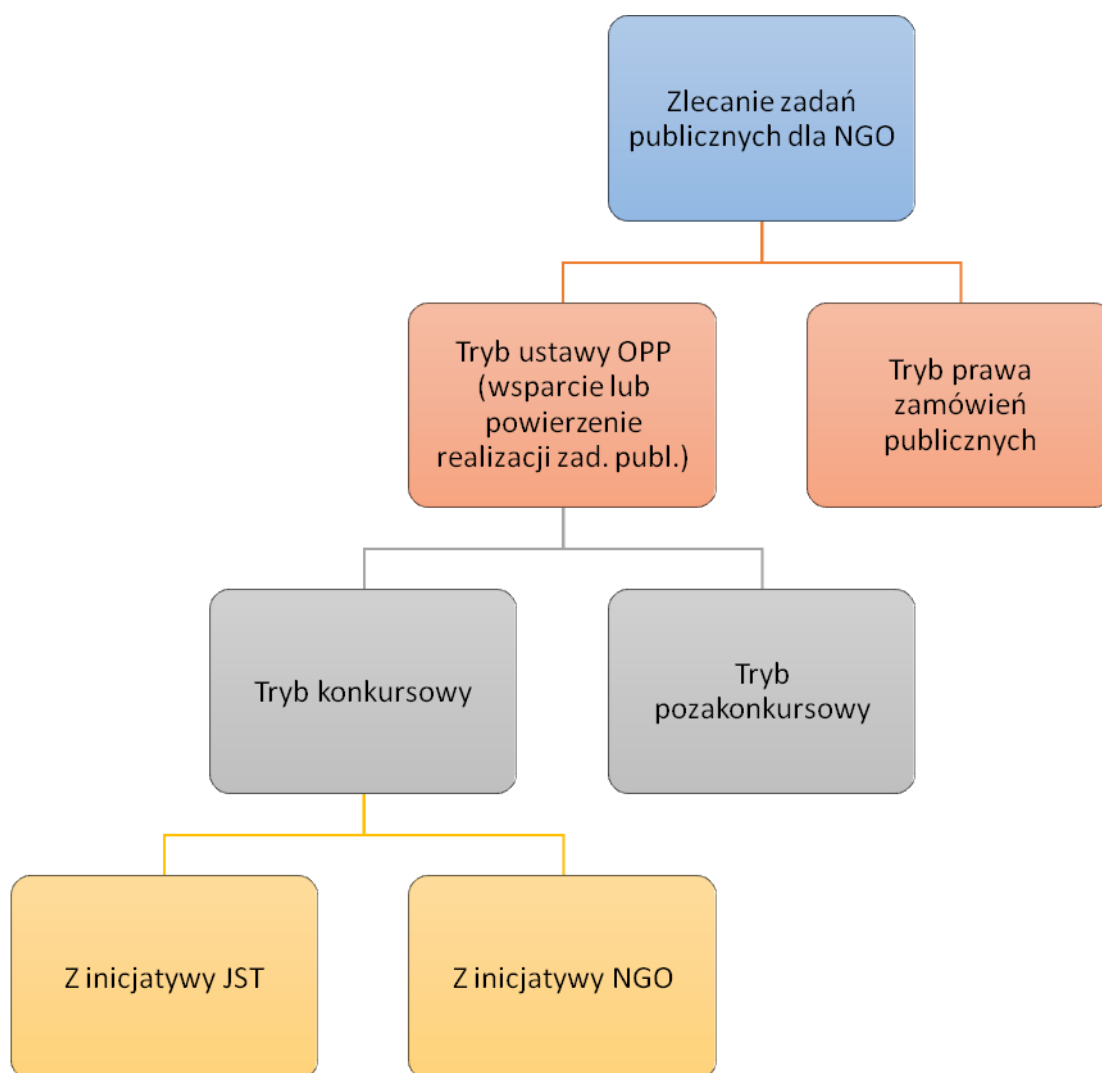 Zlecanie zadań
publicznych dla NGO
Tryb ustawy OPP
(wsparcie lub
powierzenie
realizacji zad. publ.)
Tryb prawa
zamówień
publicznych
Tryb konkursowy
Tryb
pozakonkursowy
Z inicjatywy JST
Z inicjatywy NGO